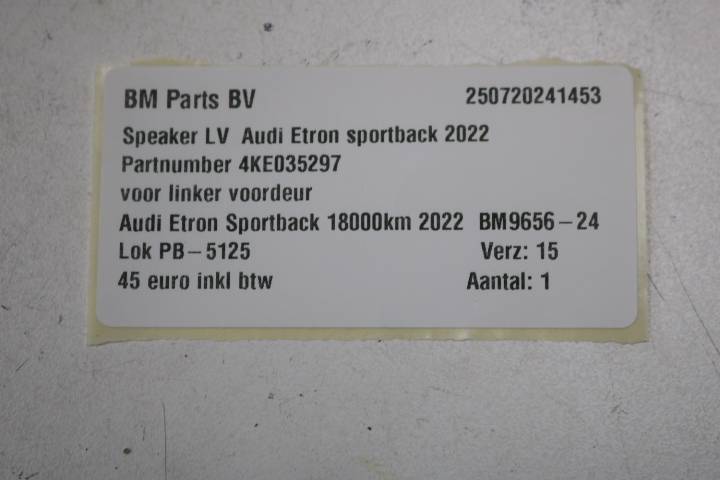 BM Parts BV 250720241453
Speaker LV Audi Etron sportback 2022
Partnumber 4KE035297
voor linker voordeur
Audi Etron Sportback 18000km 2022 BM9656-24
Lok PB-5125 Verz: 15
45 euro inkl btw Aantal: 1